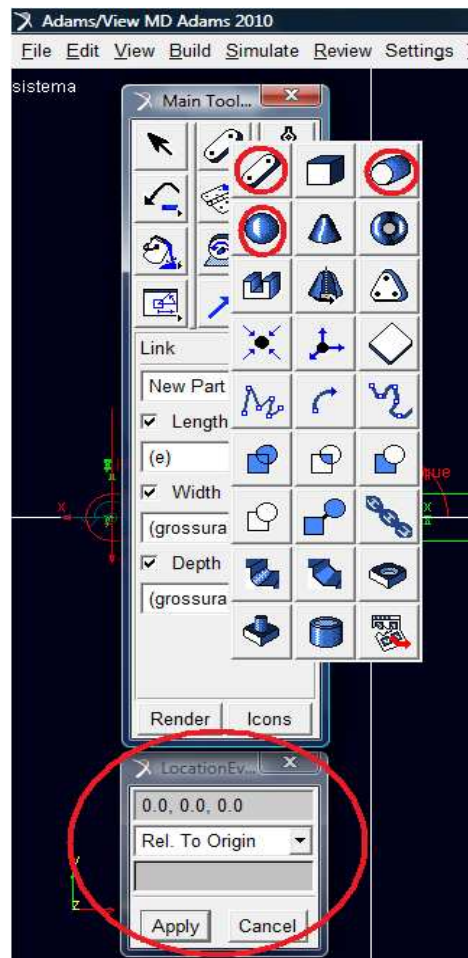 Adams/View MD Adams 2010
File Edit View Build Simulate Review Settings
sistema
Main Tool...
Link
New Part
Length
(e)
Width
(grossura
Depth
(grossura
Render Icons
LocationEv...
0.0, 0.0, 0.0
Rel. To Origin
Apply Cancel